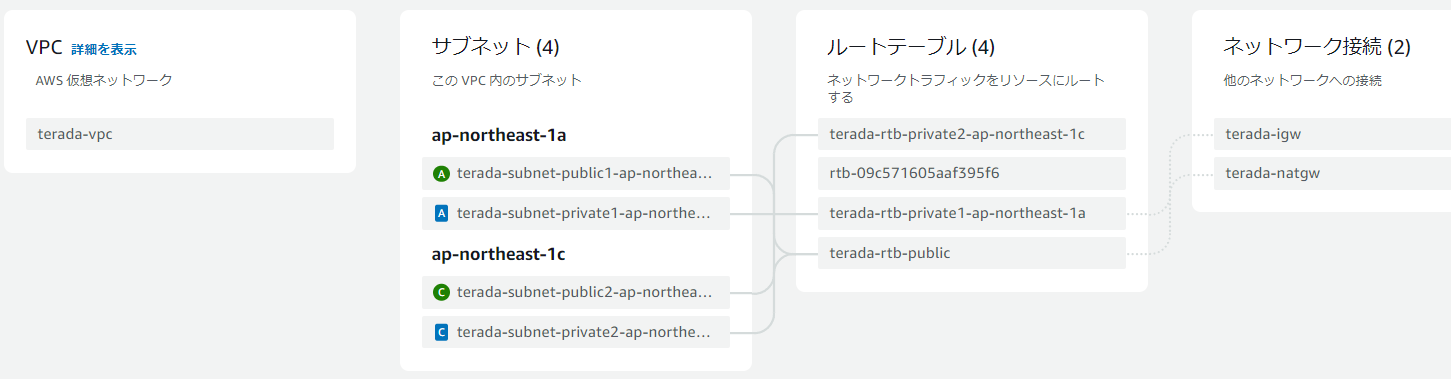 VPC 詳細を表示
AWS 仮想ネットワーク
terada-vpc
サブネット (4)
この VPC 内のサブネット
ap-northeast-1a
A terada-subnet-public1-ap-northea...
A terada-subnet-private1-ap-northe...
ap-northeast-1c
C terada-subnet-public2-ap-northea...
C terada-subnet-private2-ap-northe...
ルートテーブル (4)
ネットワークトラフィックをリソースにルート
する
terada-rtb-private2-ap-northeast-1c
rtb-09c571605aaf395f6
terada-rtb-private1-ap-northeast-1a
terada-rtb-public
ネットワーク接続 (2)
他のネットワークへの接続
terada-igw
terada-natgw